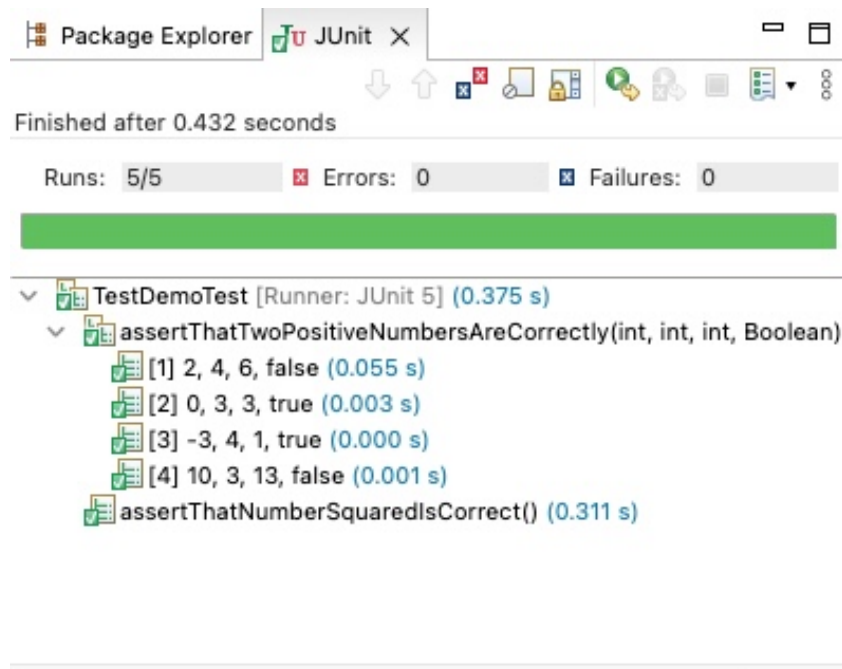 Package Explorer JUnit
Finished after 0.432 seconds
Runs: 5/5 Errors: 0 Failures: 0
TestDemoTest [Runner: JUnit 5] (0.375 s)
assertThatTwoPositiveNumbersAreCorrectly(int, int, int, Boolean)
[1] 2, 4, 6, false (0.055 s)
[2] 0, 3, 3, true (0.003 s)
[3] -3, 4, 1, true (0.000 s)
[4] 10, 3, 13, false (0.001 s)
assertThatNumberSquaredIsCorrect() (0.311 s)